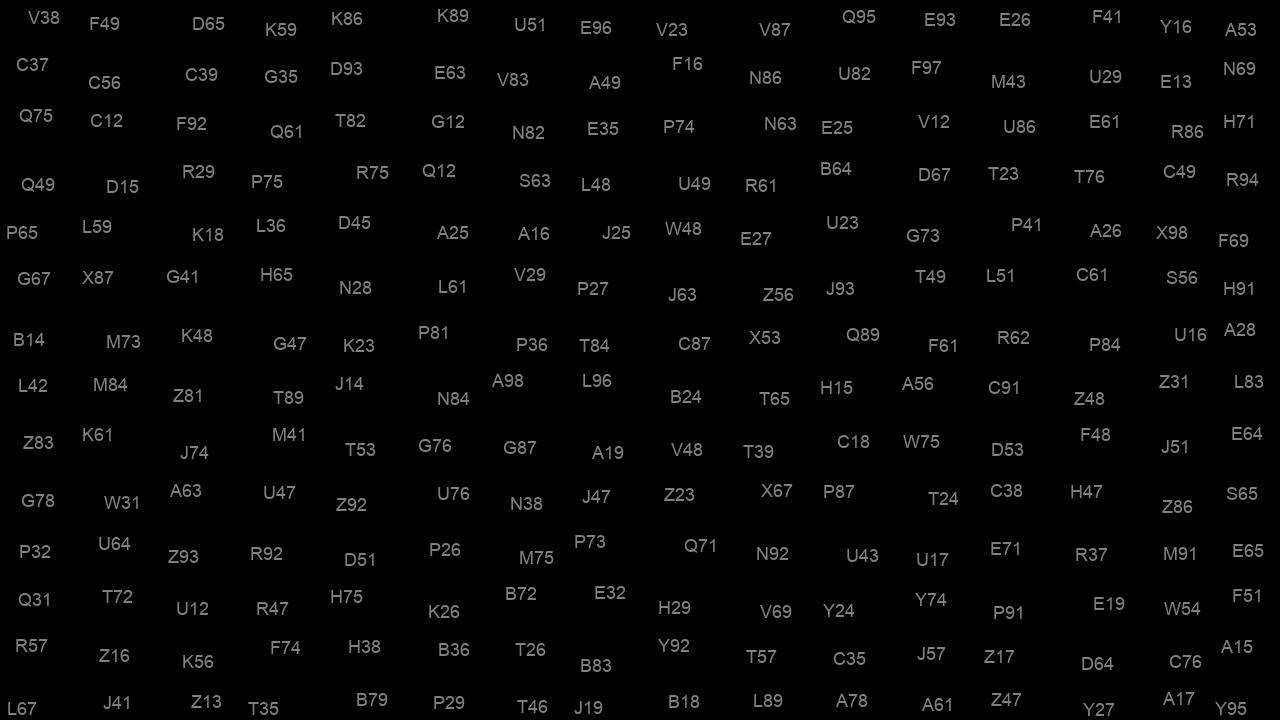 V38 F49 D65 K59 K86 K89 U51 E96 V23 V87 Q95 E93 E26 F41 Y16 A53
C37 C56 C39 G35 D93 E63 V83 A49 F16 N86 U82 F97 M43 U29 E13 N69
Q75 C12 F92 Q61 T82 G12 N82 E35 P74 N63 E25 V12 U86 E61 R86 H71
Q49 D15 R29 P75 R75 Q12 S63 L48 U49 R61 B64 D67 T23 T76 C49 R94
P65 L59 K18 L36 D45 A25 A16 J25 W48 E27 U23 G73 P41 A26 X98 F69
G67 X87 G41 H65 N28 L61 V29 P27 J63 Z56 J93 T49 L51 C61 S56 H91
B14 M73 K48 G47 K23 P81 P36 T84 C87 X53 Q89 F61 R62 P84 U16 A28
L42 M84 Z81 T89 J14 N84 A98 L96 B24 T65 H15 A56 C91 Z48 Z31 L83
Z83 K61 J74 M41 T53 G76 G87 A19 V48 T39 C18 W75 D53 F48 J51 E64
G78 W31 A63 U47 Z92 U76 N38 J47 Z23 X67 P87 T24 C38 H47 Z86 S65
P32 U64 Z93 R92 D51 P26 M75 P73 Q71 N92 U43 U17 E71 R37 M91 E65
Q31 T72 U12 R47 H75 K26 B72 E32 H29 V69 Y24 Y74 P91 E19 W54 F51
R57 Z16 K56 F74 H38 B36 T26 B83 Y92 T57 C35 J57 Z17 D64 C76 A15
L67 J41 Z13 T35 B79 P29 T46 J19 B18 L89 A78 A61 Z47 Y27 A17 Y95